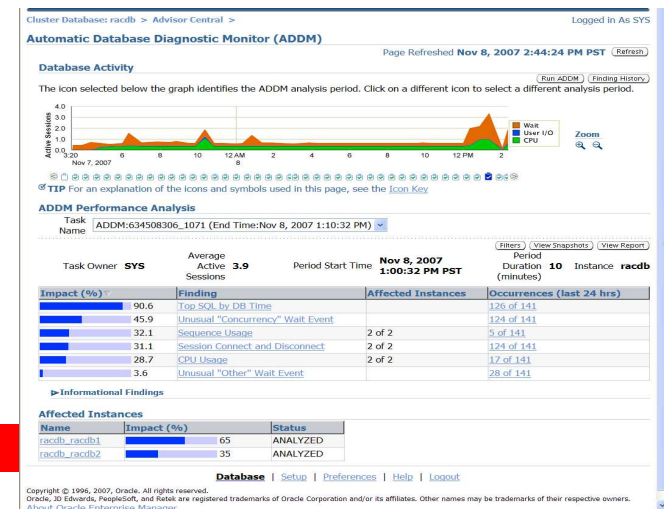 Cluster Database: racdb > Advisor Central >
Logged in As SYS
Automatic Database Diagnostic Monitor (ADDM)
Page Refreshed Nov 8, 2007 2:44:24 PM PST Refresh
Database Activity
Run ADDM Finding History
The icon selected below the graph identifies the ADDM analysis period. Click on a different icon to select a different analysis period.
Active Sessions
4.0
3.0
2.0
1.0
0.0
3:20 6 8 10 12 AM 2 4 6 8 10 12 PM 2
Nov 7, 2007 8
Wait
User I/O
CPU
Zoom
TIP For an explanation of the icons and symbols used in this page, see the Icon Key
ADDM Performance Analysis
Task Name ADDM:634508306_1071 (End Time:Nov 8, 2007 1:10:32 PM)
Filters View Snapshots View Report
Task Owner SYS Average Active Sessions 3.9 Period Start Time Nov 8, 2007 1:00:32 PM PST Period Duration (minutes) 10 Instance racdb
Impact (%) Finding Affected Instances Occurrences (last 24 hrs)
90.6 Top SQL by DB Time 126 of 141
45.9 Unusual "Concurrency" Wait Event 124 of 141
32.1 Sequence Usage 2 of 2 5 of 141
31.1 Session Connect and Disconnect 2 of 2 124 of 141
28.7 CPU Usage 2 of 2 17 of 141
3.6 Unusual "Other" Wait Event 28 of 141
Informational Findings
Affected Instances
Name Impact (%) Status
racdb_racdb1 65 ANALYZED
racdb_racdb2 35 ANALYZED
Database | Setup | Preferences | Help | Logout
Copyright © 1996, 2007, Oracle. All rights reserved.
Oracle, JD Edwards, PeopleSoft, and Retek are registered trademarks of Oracle Corporation and/or its affiliates. Other names may be trademarks of their respective owners.
About Oracle Enterprise Manager